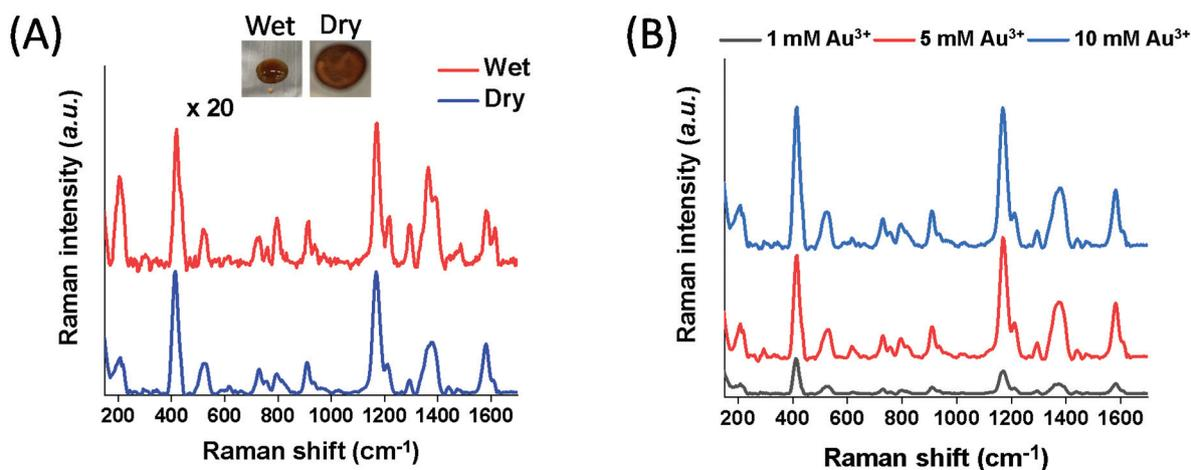 (A)
Wet Dry
x 20
Wet
Dry
Raman intensity (a.u.)
200 400 600 800 1000 1200 1400 1600
Raman shift (cm⁻¹)
(B)
1 mM Au³⁺ 5 mM Au³⁺ 10 mM Au³⁺
Raman intensity (a.u.)
200 400 600 800 1000 1200 1400 1600
Raman shift (cm⁻¹)